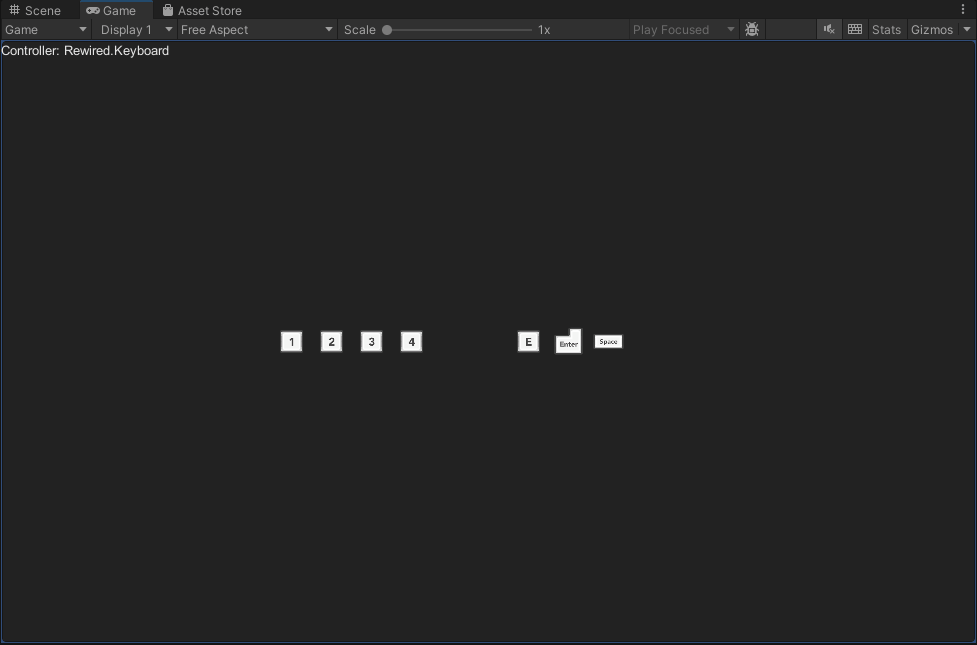 Scene Game Asset Store
Game Display 1 Free Aspect Scale 1x Play Focused Stats Gizmos
Controller: Rewired.Keyboard
1 2 3 4 E Enter Space